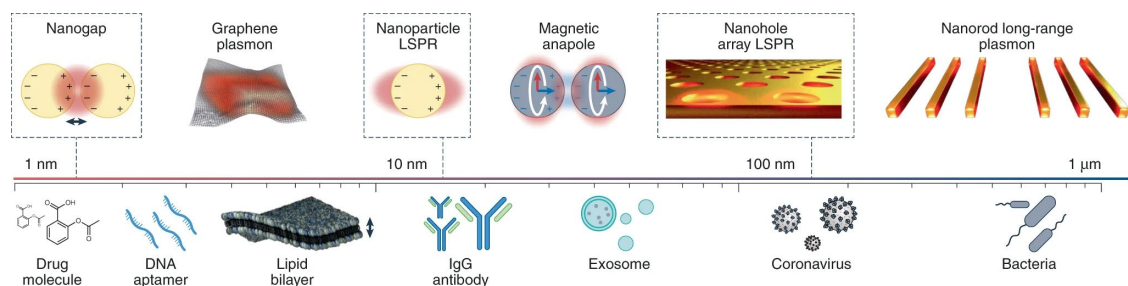 Nanogap
Graphene
plasmon
Nanoparticle
LSPR
Magnetic
anapole
Nanohole
array LSPR
Nanorod long-range
plasmon
1 nm
10 nm
100 nm
1 μm
Drug
molecule
DNA
aptamer
Lipid
bilayer
IgG
antibody
Exosome
Coronavirus
Bacteria